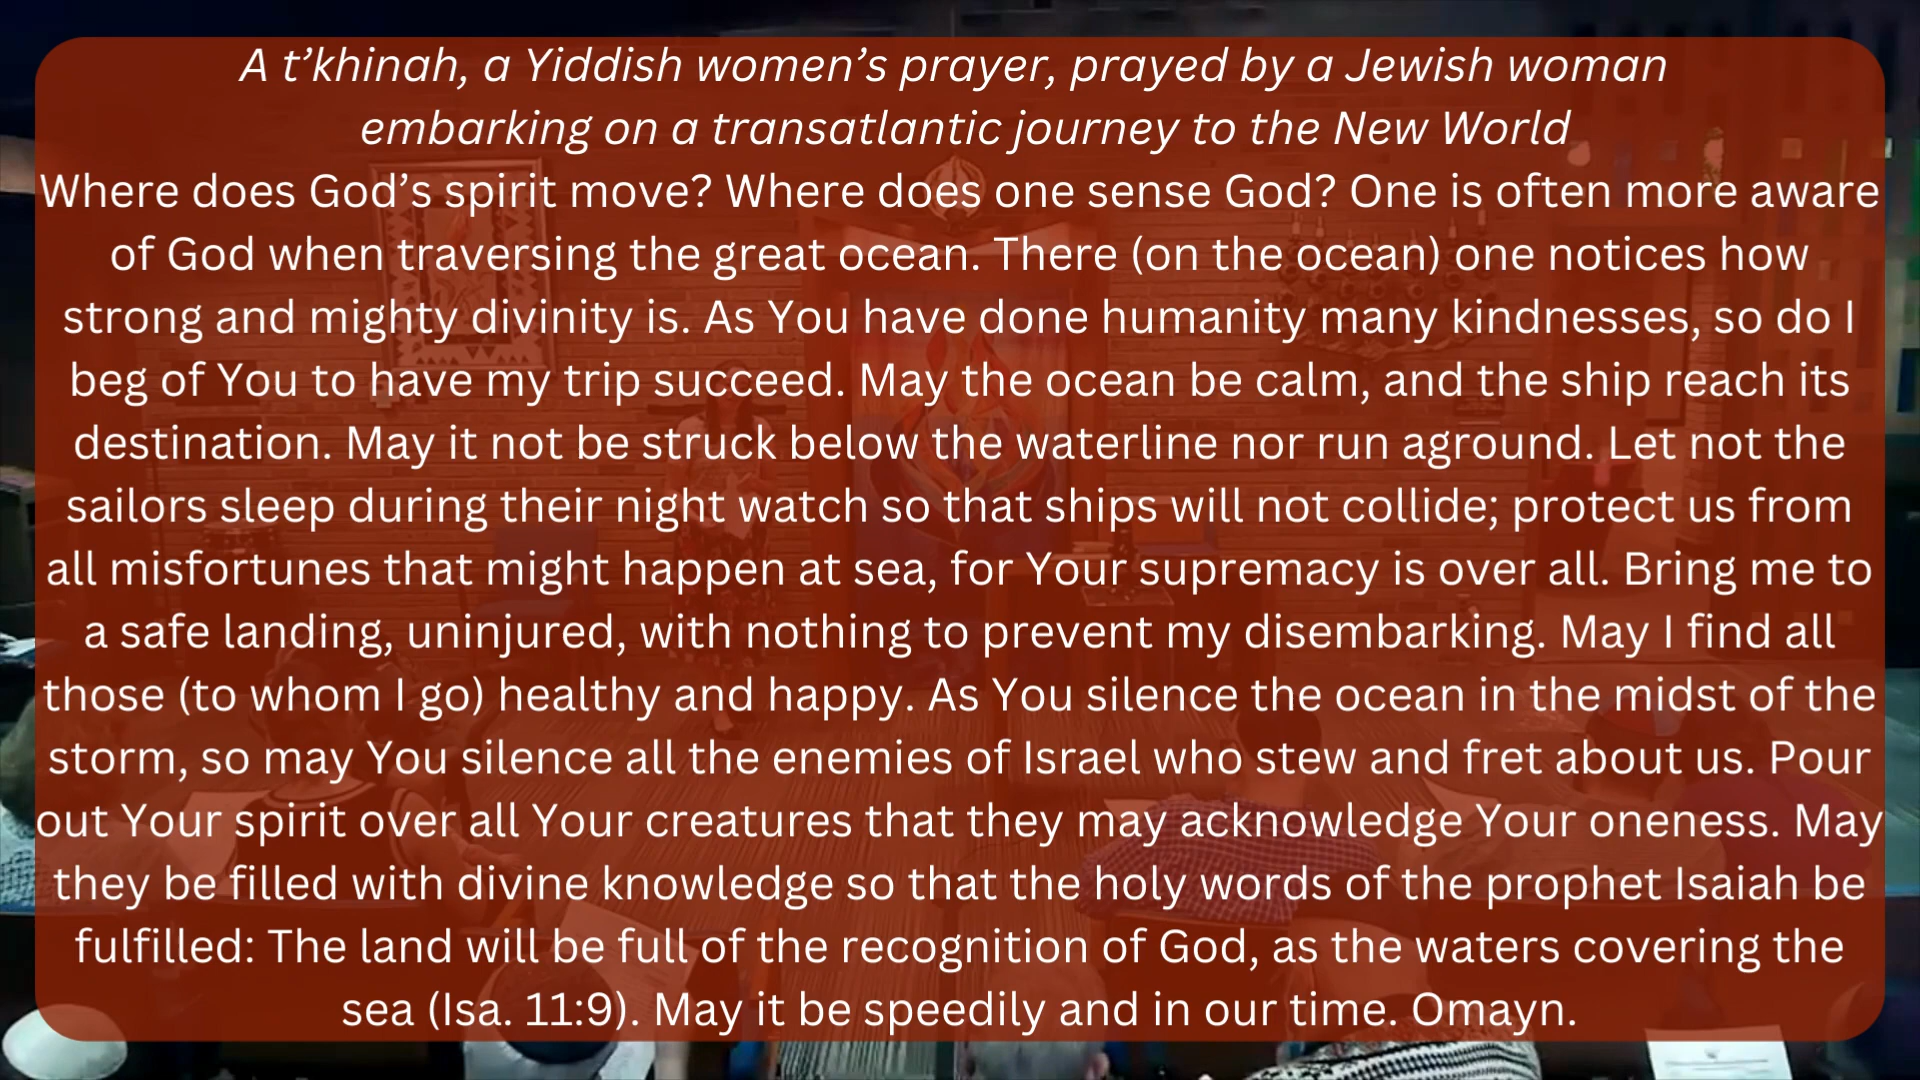 A t’khinah, a Yiddish women’s prayer, prayed by a Jewish woman
embarking on a transatlantic journey to the New World
Where does God’s spirit move? Where does one sense God? One is often more aware
of God when traversing the great ocean. There (on the ocean) one notices how
strong and mighty divinity is. As You have done humanity many kindnesses, so do I
beg of You to have my trip succeed. May the ocean be calm, and the ship reach its
destination. May it not be struck below the waterline nor run aground. Let not the
sailors sleep during their night watch so that ships will not collide; protect us from
all misfortunes that might happen at sea, for Your supremacy is over all. Bring me to
a safe landing, uninjured, with nothing to prevent my disembarking. May I find all
those (to whom I go) healthy and happy. As You silence the ocean in the midst of the
storm, so may You silence all the enemies of Israel who stew and fret about us. Pour
out Your spirit over all Your creatures that they may acknowledge Your oneness. May
they be filled with divine knowledge so that the holy words of the prophet Isaiah be
fulfilled: The land will be full of the recognition of God, as the waters covering the
sea (Isa. 11:9). May it be speedily and in our time. Omayn.